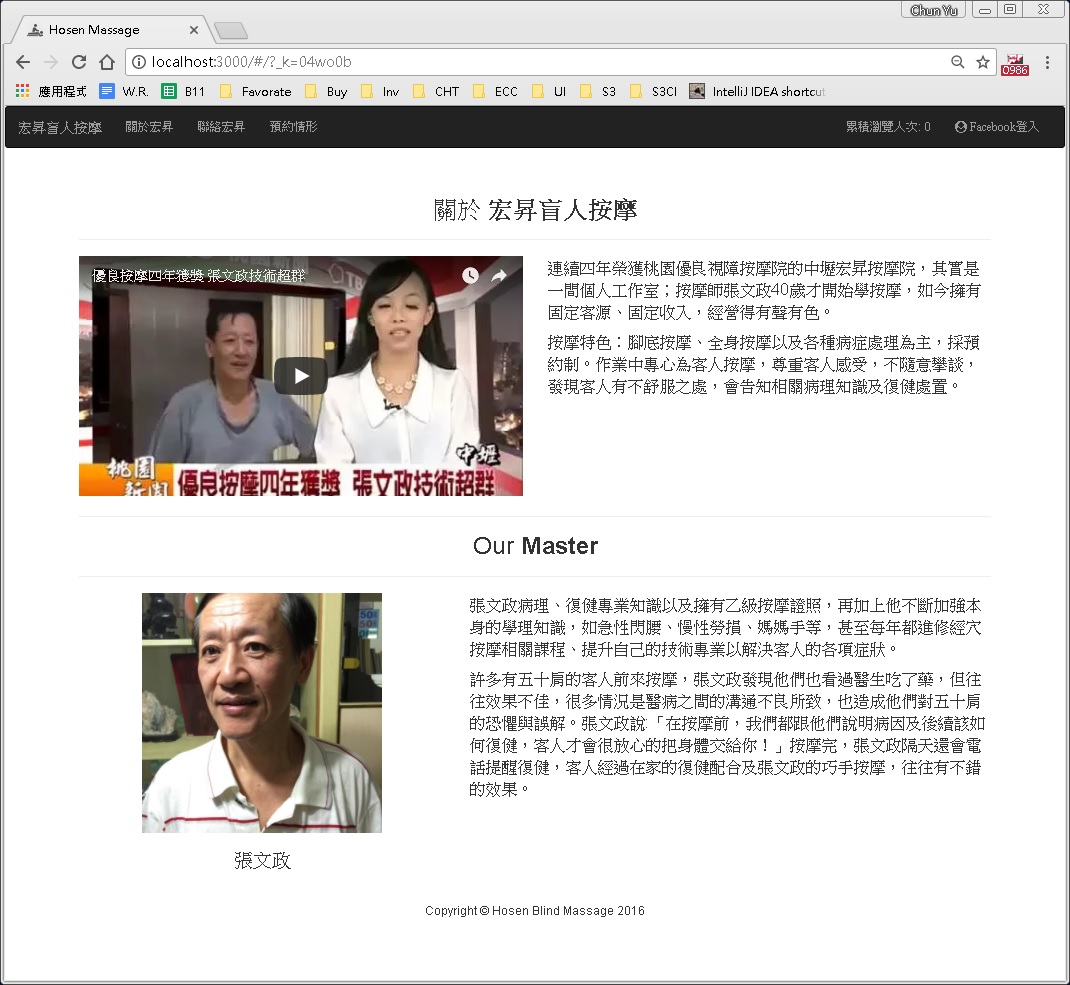 Chun Yu
Hosen Massage
localhost:3000/#/?_k=04wo0b
0986
應用程式 W.R. B11 Favorate Buy Inv CHT ECC UI S3 S3CI IntelliJ IDEA shortcut
宏昇盲人按摩 關於宏昇 聯絡宏昇 預約情形 累積瀏覽人次: 0 Facebook登入
關於 宏昇盲人按摩
優良按摩四年獲獎 張文政技術超群
中壢
桃園
新聞
優良按摩四年獲獎 張文政技術超群
連續四年榮獲桃園優良視障按摩院的中壢宏昇按摩院，其實是
一間個人工作室；按摩師張文政40歲才開始學按摩，如今擁有
固定客源、固定收入，經營得有聲有色。
按摩特色：腳底按摩、全身按摩以及各種病症處理為主，採預
約制。作業中專心為客人按摩，尊重客人感受，不隨意攀談，
發現客人有不舒服之處，會告知相關病理知識及復健處置。
Our Master
張文政病理、復健專業知識以及擁有乙級按摩證照，再加上他不斷加強本
身的學理知識，如急性閃腰、慢性勞損、媽媽手等，甚至每年都進修經穴
按摩相關課程、提升自己的技術專業以解決客人的各項症狀。
許多有五十肩的客人前來按摩，張文政發現他們也看過醫生吃了藥，但往
往效果不佳，很多情況是醫病之間的溝通不良所致，也造成他們對五十肩
的恐懼與誤解。張文政說:「在按摩前，我們都跟他們說明病因及後續該如
何復健，客人才會很放心的把身體交給你！」按摩完，張文政隔天還會電
話提醒復健，客人經過在家的復健配合及張文政的巧手按摩，往往有不錯
的效果。
張文政
Copyright © Hosen Blind Massage 2016